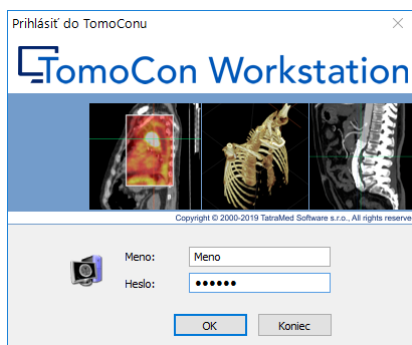 Prihlásiť do TomoConu
TomoCon Workstation
Copyright © 2000-2019 TatraMed Software s.r.o., All rights reserve
Meno: Meno
Heslo: ••••••
OK Koniec